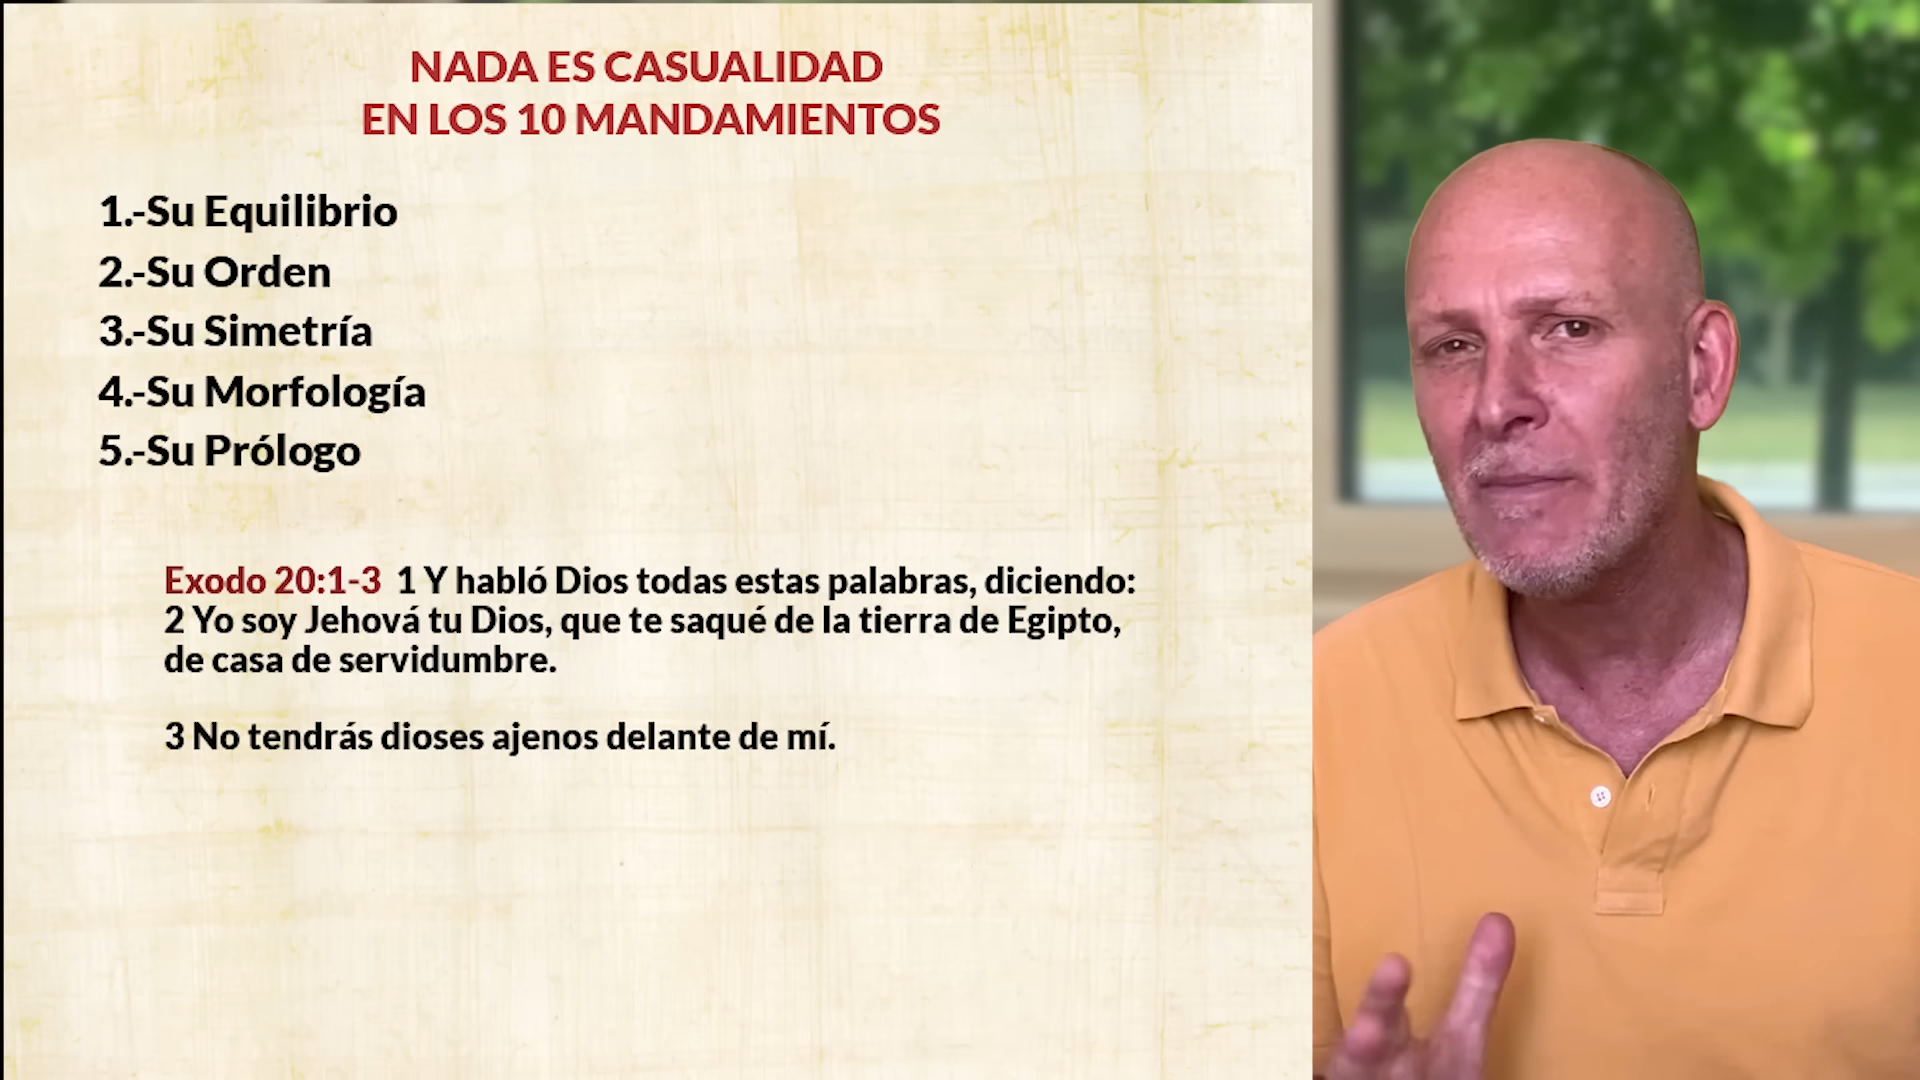 NADA ES CASUALIDAD
EN LOS 10 MANDAMIENTOS
1.-Su Equilibrio
2.-Su Orden
3.-Su Simetría
4.-Su Morfología
5.-Su Prólogo
Exodo 20:1-3 1 Y habló Dios todas estas palabras, diciendo:
2 Yo soy Jehová tu Dios, que te saqué de la tierra de Egipto,
de casa de servidumbre.
3 No tendrás dioses ajenos delante de mí.